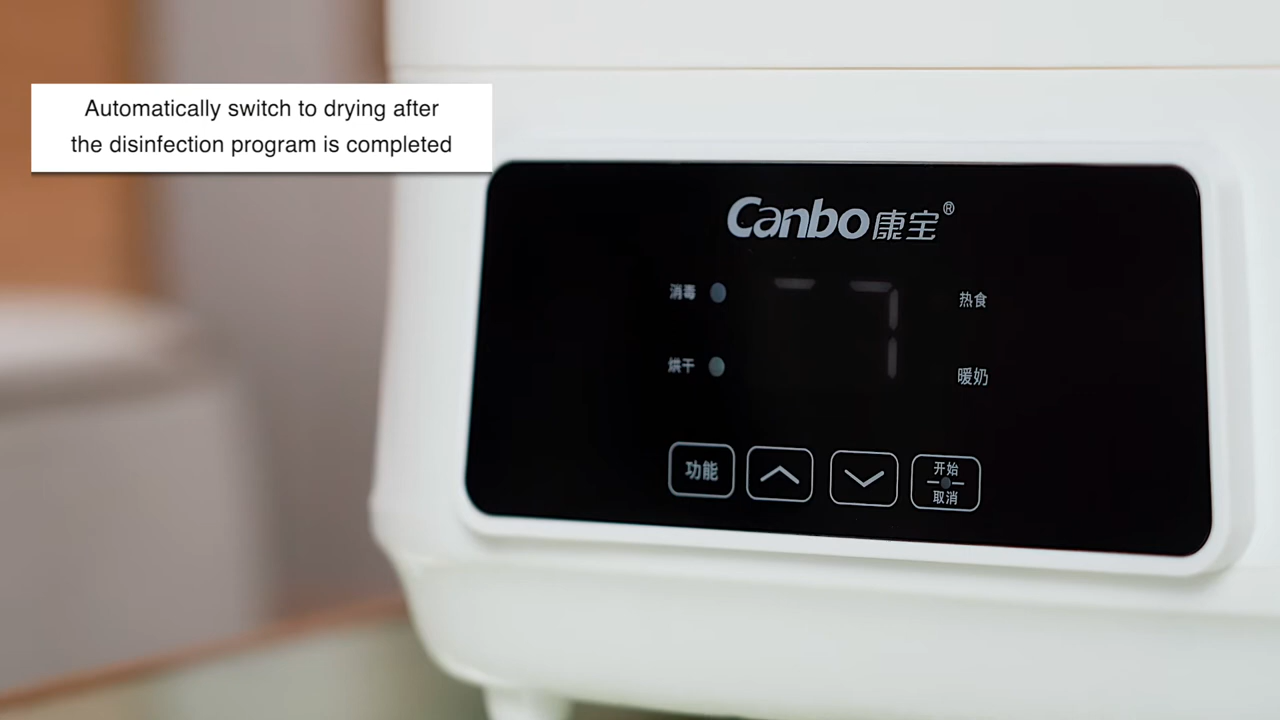 Automatically switch to drying after
the disinfection program is completed
Canbo康宝®
消毒
热食
烘干
暖奶
功能
开始
取消